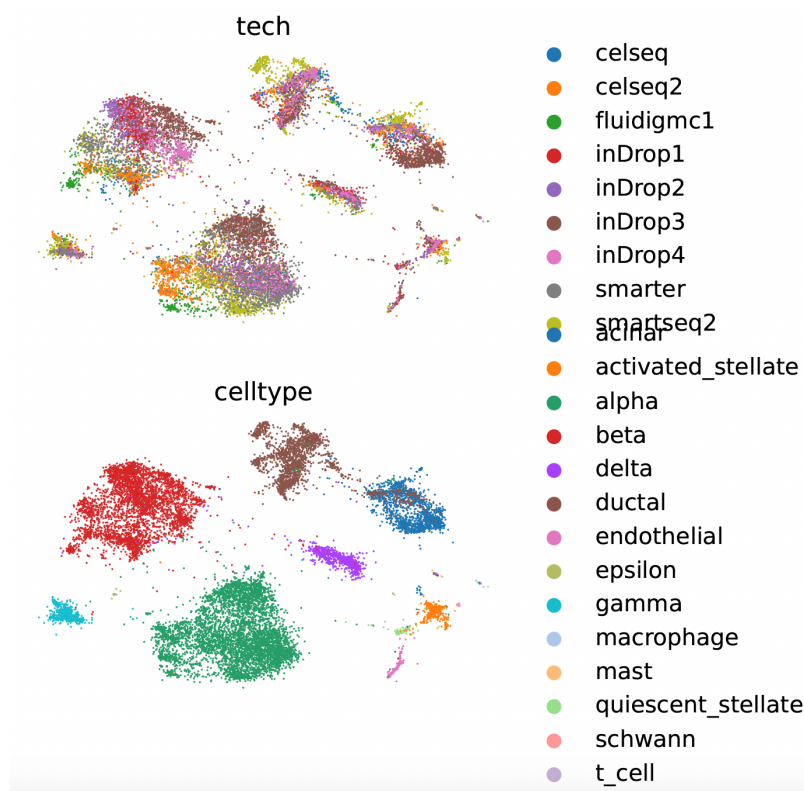 tech
celseq
celseq2
fluidigmc1
inDrop1
inDrop2
inDrop3
inDrop4
smarter
smartseq2
acinar
activated_stellate
celltype
alpha
beta
delta
ductal
endothelial
epsilon
gamma
macrophage
mast
quiescent_stellate
schwann
t_cell